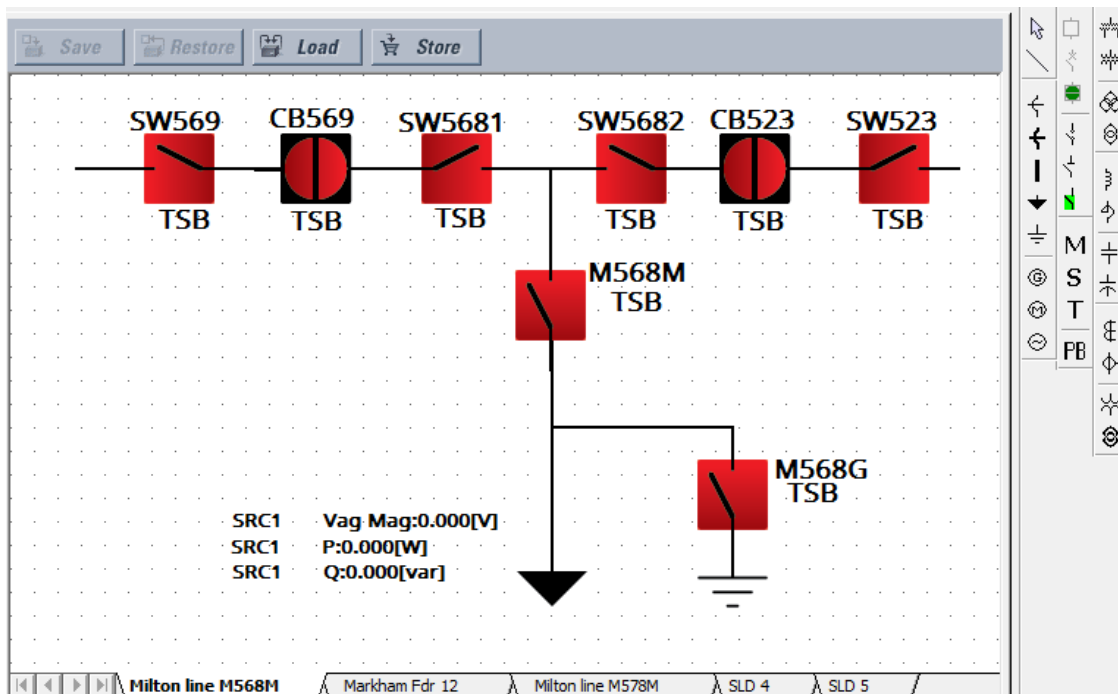 Save Restore Load Store
SW569 CB569 SW5681 SW5682 CB523 SW523
TSB TSB TSB TSB TSB TSB
M568M
TSB
M568G
TSB
SRC1 Vag Mag:0.000[V]
SRC1 P:0.000[W]
SRC1 Q:0.000[var]
M
S
T
PB
G
M
Milton line M568M Markham Fdr 12 Milton line M578M SLD 4 SLD 5